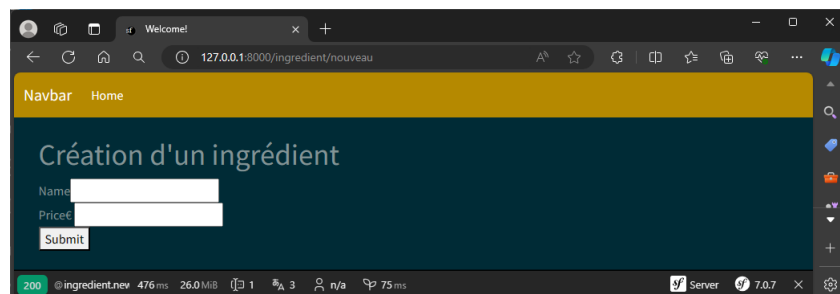 Welcome!
127.0.0.1:8000/ingredient/nouveau
Navbar Home
Création d'un ingrédient
Name
Price€
Submit
200 @ingredient.new 476 ms 26.0 MiB 1 3 n/a 75 ms Server 7.0.7